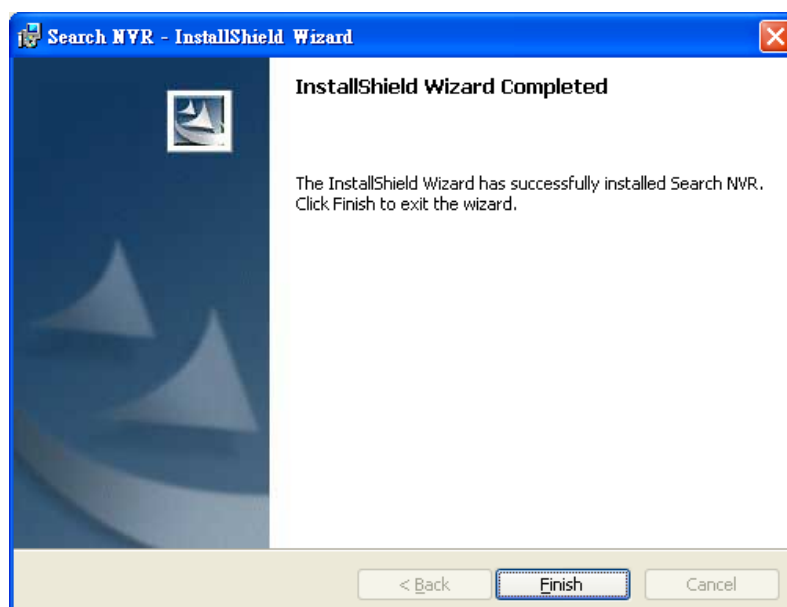 Search NVR - InstallShield Wizard
InstallShield Wizard Completed
The InstallShield Wizard has successfully installed Search NVR.
Click Finish to exit the wizard.
< Back
Finish
Cancel